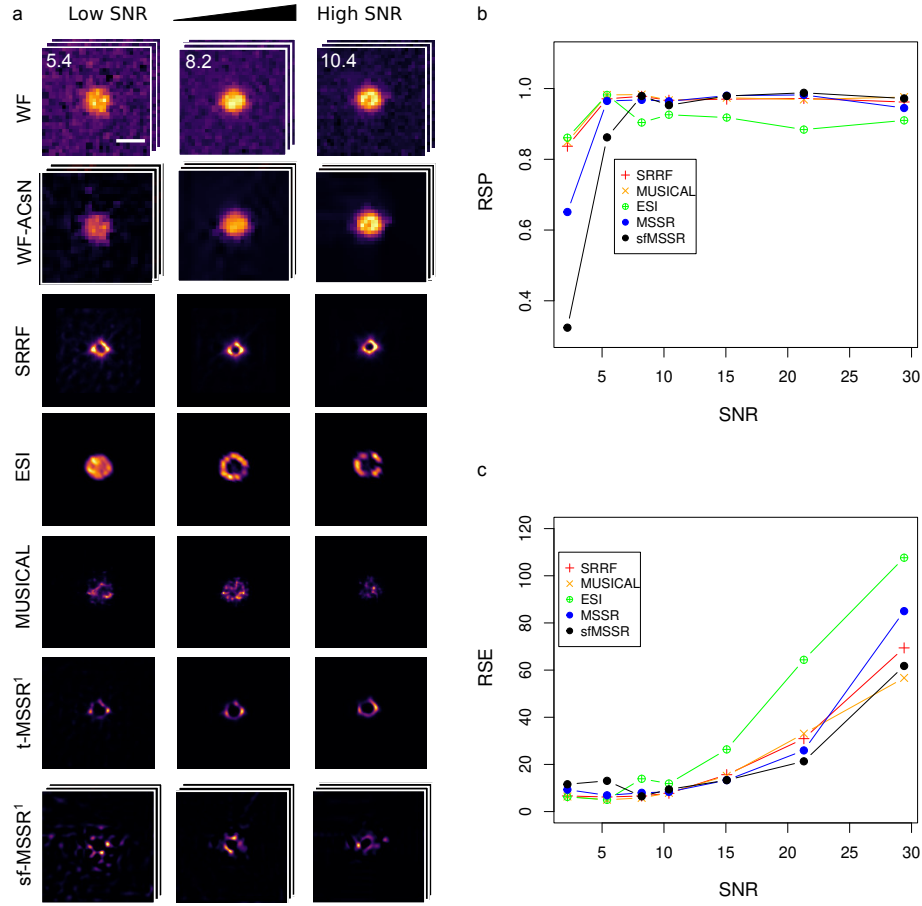 a
Low SNR
High SNR
WF
5.4
8.2
10.4
WF-ACsN
SRRF
ESI
MUSICAL
t-MSSR¹
sf-MSSR¹
b
RSP
1.0
0.8
0.6
0.4
SRRF
MUSICAL
ESI
MSSR
sfMSSR
5 10 15 20 25 30
SNR
c
RSE
120
100
80
60
40
20
0
SRRF
MUSICAL
ESI
MSSR
sfMSSR
5 10 15 20 25 30
SNR